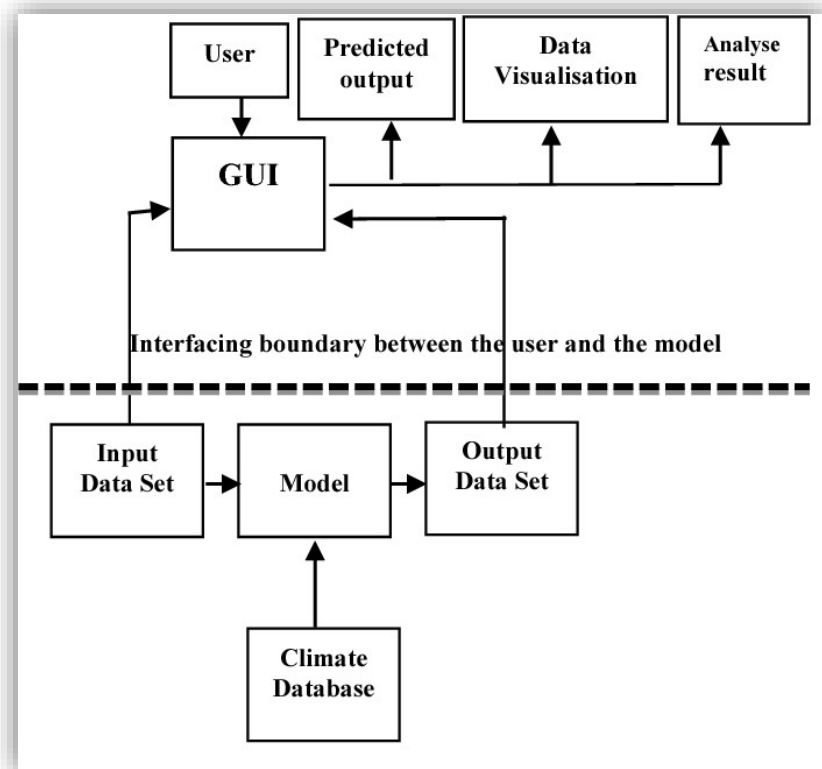 User
Predicted
output
Data
Visualisation
Analyse
result
GUI
Interfacing boundary between the user and the model
Input
Data Set
Model
Output
Data Set
Climate
Database